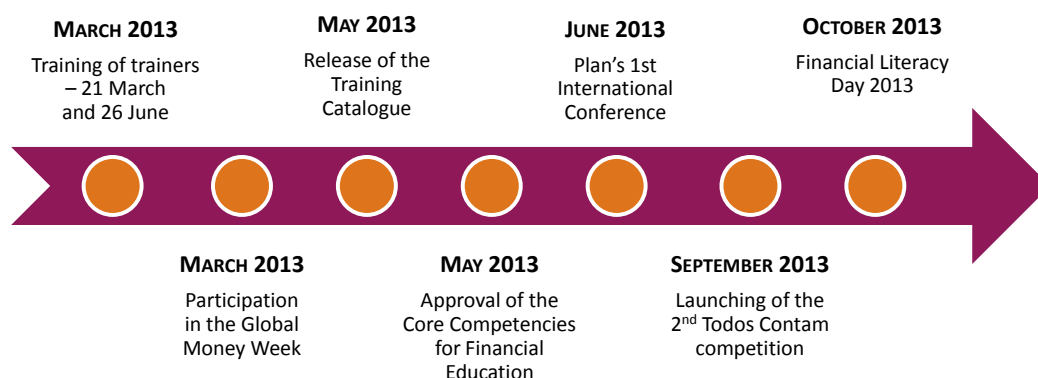 MARCH 2013
Training of trainers
– 21 March
and 26 June
MARCH 2013
Participation
in the Global
Money Week
MAY 2013
Release of the
Training
Catalogue
MAY 2013
Approval of the
Core Competencies
for Financial
Education
JUNE 2013
Plan's 1st
International
Conference
SEPTEMBER 2013
Launching of the
2nd Todos Contam
competition
OCTOBER 2013
Financial Literacy
Day 2013